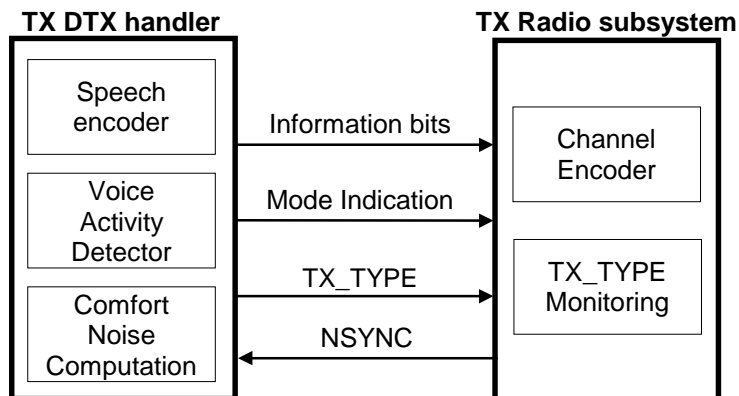 TX DTX handler
TX Radio subsystem
Speech
encoder
Information bits
Channel
Encoder
Voice
Activity
Detector
Mode Indication
TX_TYPE
TX_TYPE
Monitoring
Comfort
Noise
Computation
NSYNC